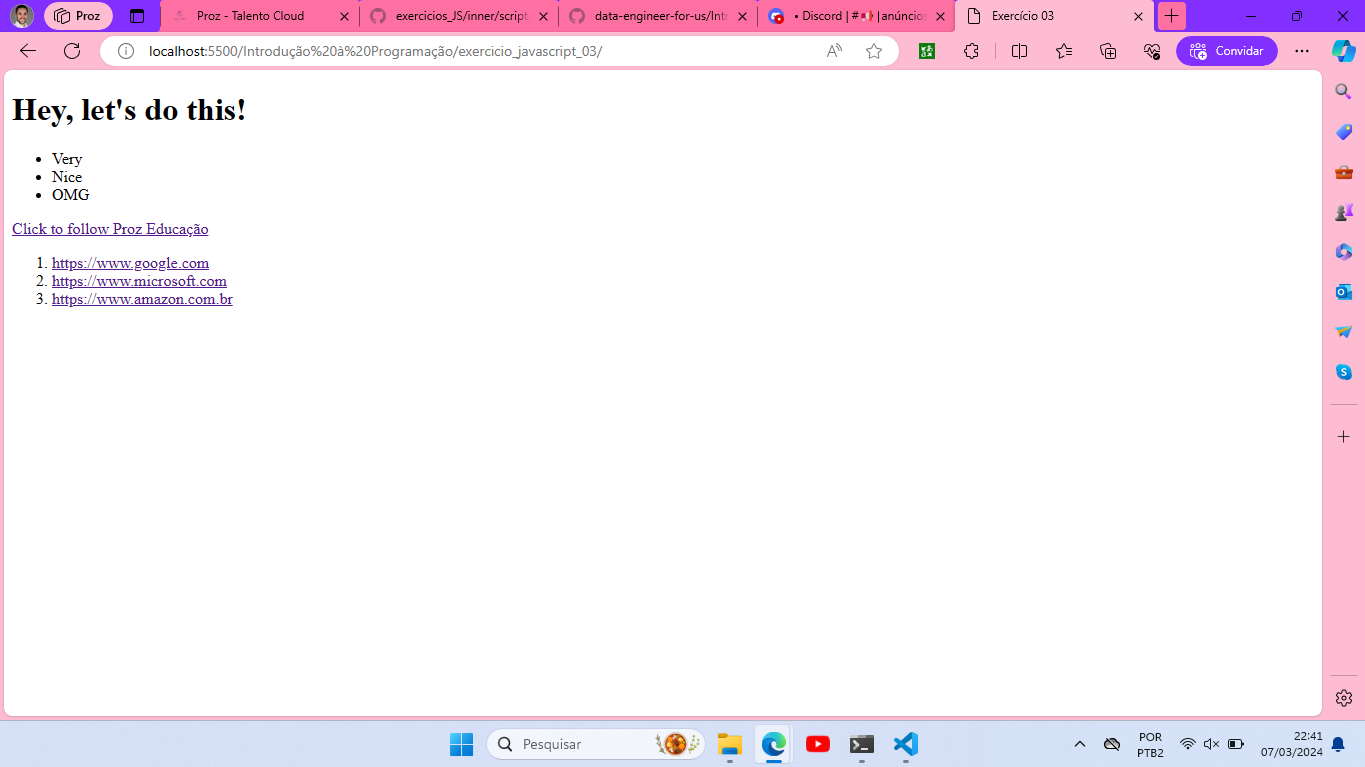 Proz
Proz - Talento Cloud
exercicios_JS/inner/script.
data-engineer-for-us/Intr
• Discord | # |anúncios
Exercício 03
localhost:5500/Introdução%20à%20Programação/exercicio_javascript_03/
Convidar
Hey, let's do this!
• Very
• Nice
• OMG
Click to follow Proz Educação
1. https://www.google.com
2. https://www.microsoft.com
3. https://www.amazon.com.br
Pesquisar
POR
PTB2
22:41
07/03/2024